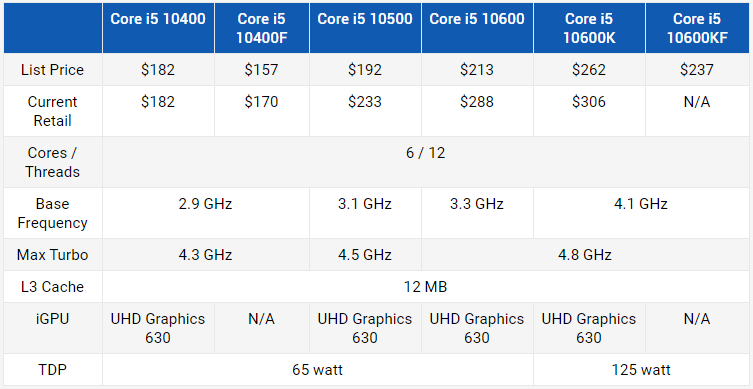 Core i5 10400 Core i5 10400F Core i5 10500 Core i5 10600 Core i5 10600K Core i5 10600KF
List Price $182 $157 $192 $213 $262 $237
Current Retail $182 $170 $233 $288 $306 N/A
Cores / Threads 6 / 12
Base Frequency 2.9 GHz 3.1 GHz 3.3 GHz 4.1 GHz
Max Turbo 4.3 GHz 4.5 GHz 4.8 GHz
L3 Cache 12 MB
iGPU UHD Graphics 630 N/A UHD Graphics 630 UHD Graphics 630 UHD Graphics 630 N/A
TDP 65 watt 125 watt